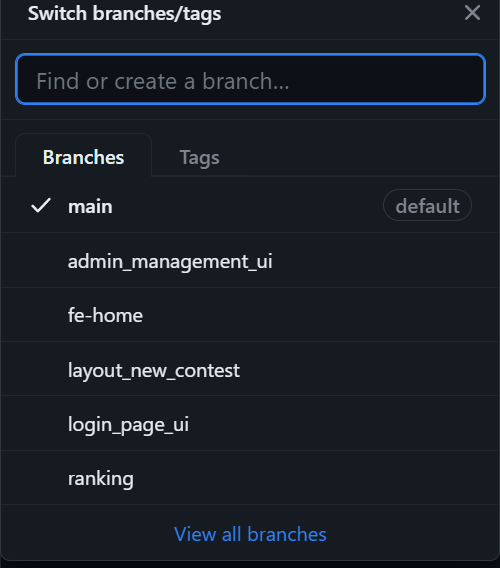 Switch branches/tags
Find or create a branch...
Branches Tags
main default
admin_management_ui
fe-home
layout_new_contest
login_page_ui
ranking
View all branches